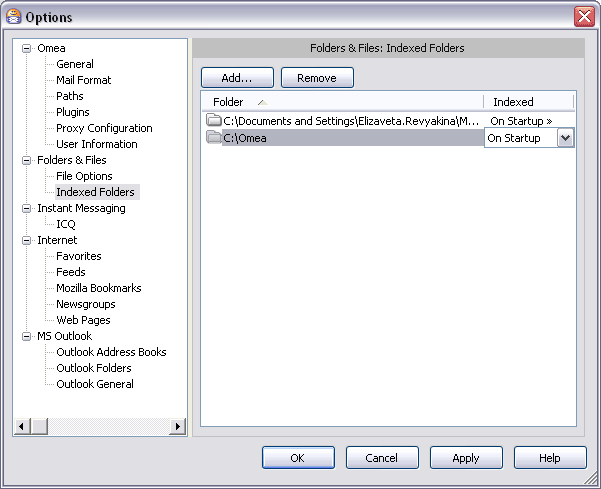 Options
Omea
General
Mail Format
Paths
Plugins
Proxy Configuration
User Information
Folders & Files
File Options
Indexed Folders
Instant Messaging
ICQ
Internet
Favorites
Feeds
Mozilla Bookmarks
Newsgroups
Web Pages
MS Outlook
Outlook Address Books
Outlook Folders
Outlook General
Folders & Files: Indexed Folders
Add... Remove
Folder Indexed
C:\Documents and Settings\Elizaveta.Revyakina\M... On Startup »
C:\Omea On Startup
OK Cancel Apply Help